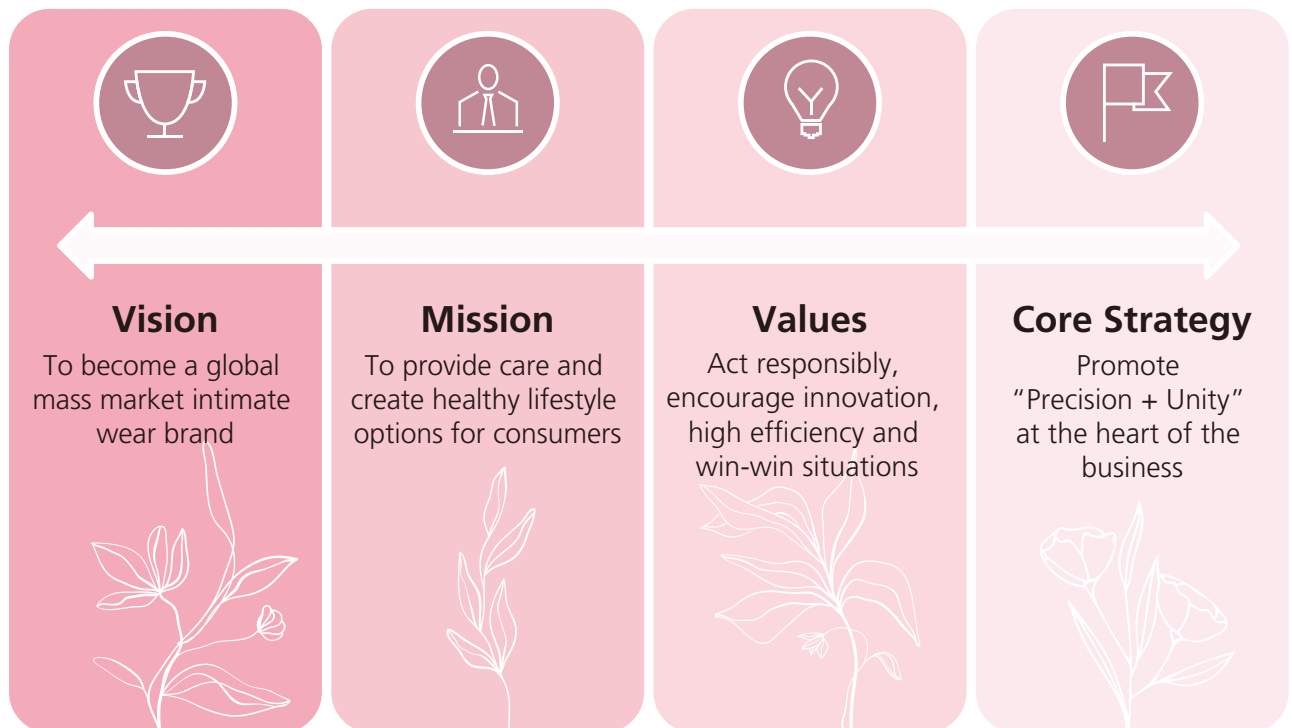 Vision
To become a global
mass market intimate
wear brand
Mission
To provide care and
create healthy lifestyle
options for consumers
Values
Act responsibly,
encourage innovation,
high efficiency and
win-win situations
Core Strategy
Promote
“Precision + Unity”
at the heart of the
business